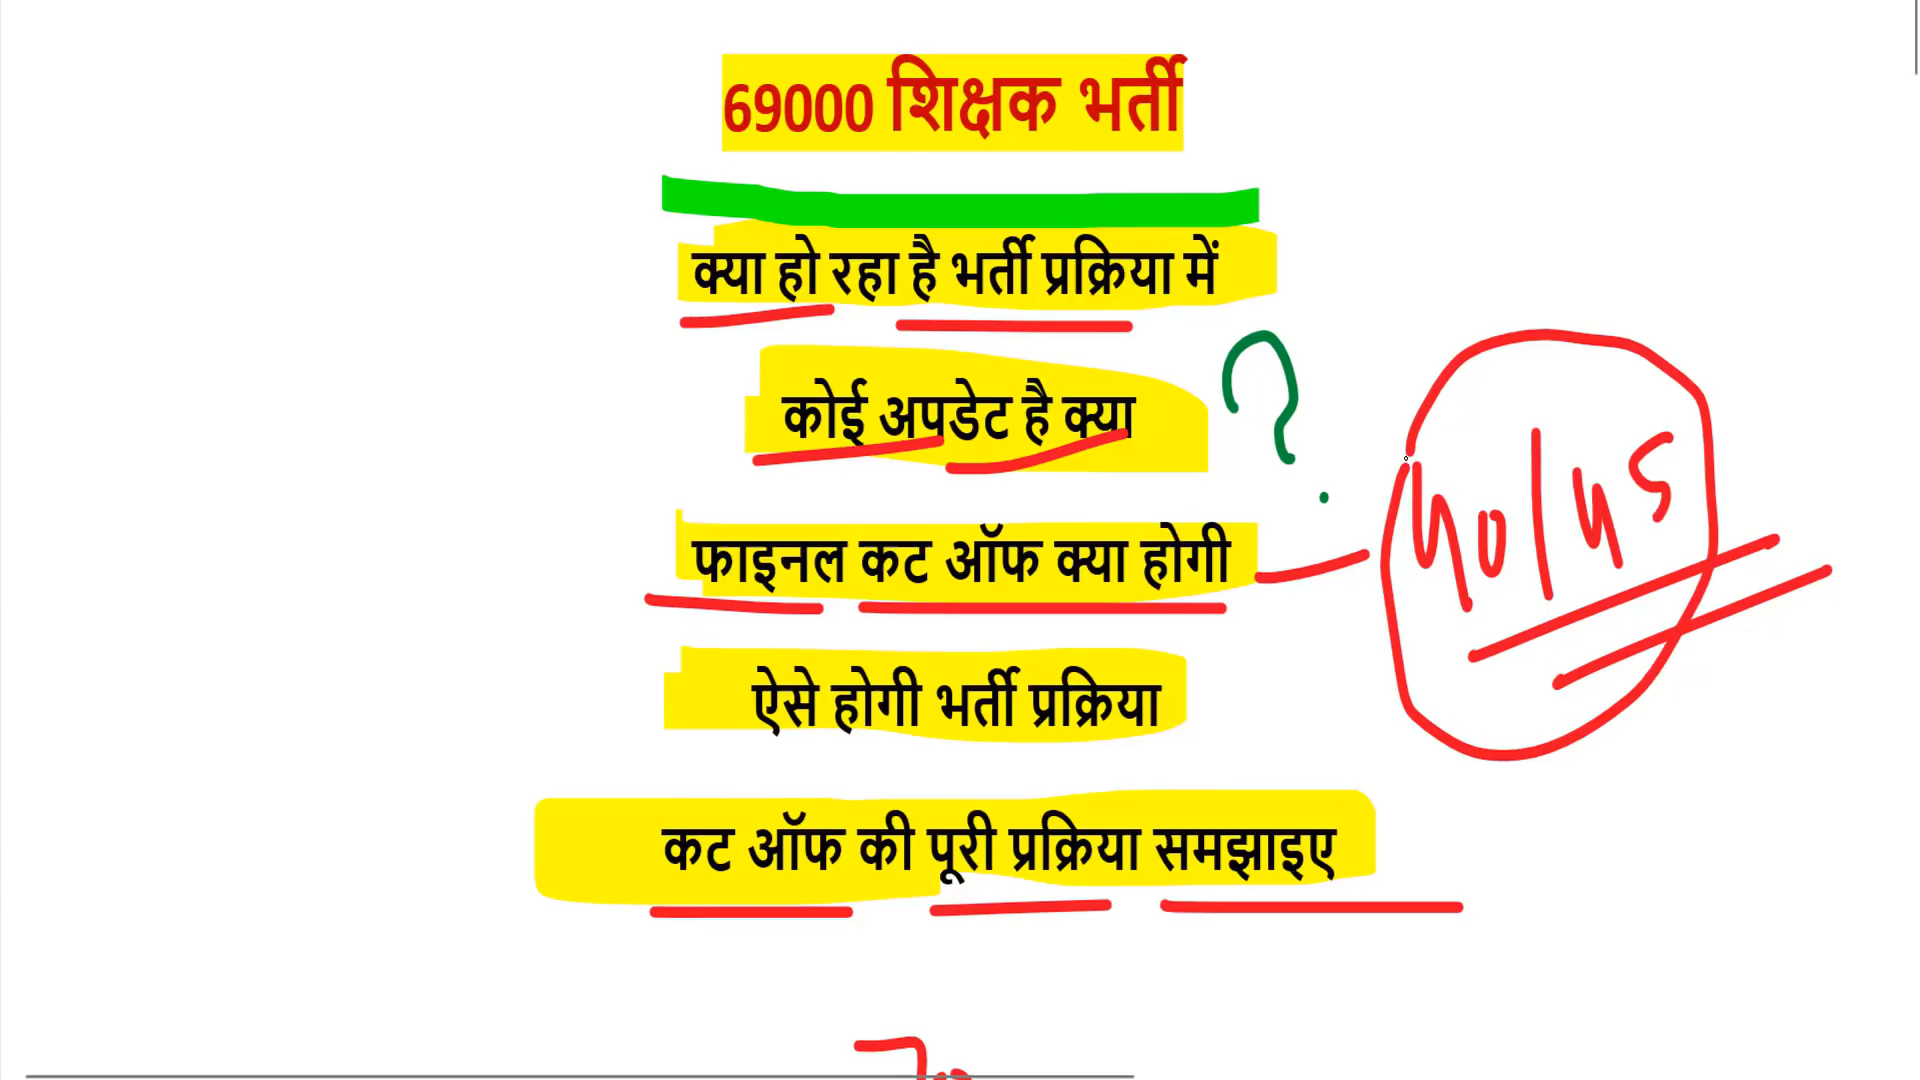 69000 शिक्षक भर्ती
क्या हो रहा है भर्ती प्रक्रिया में
कोई अपडेट है क्या
?
फाइनल कट ऑफ क्या होगी
40/45
ऐसे होगी भर्ती प्रक्रिया
कट ऑफ की पूरी प्रक्रिया समझाइए